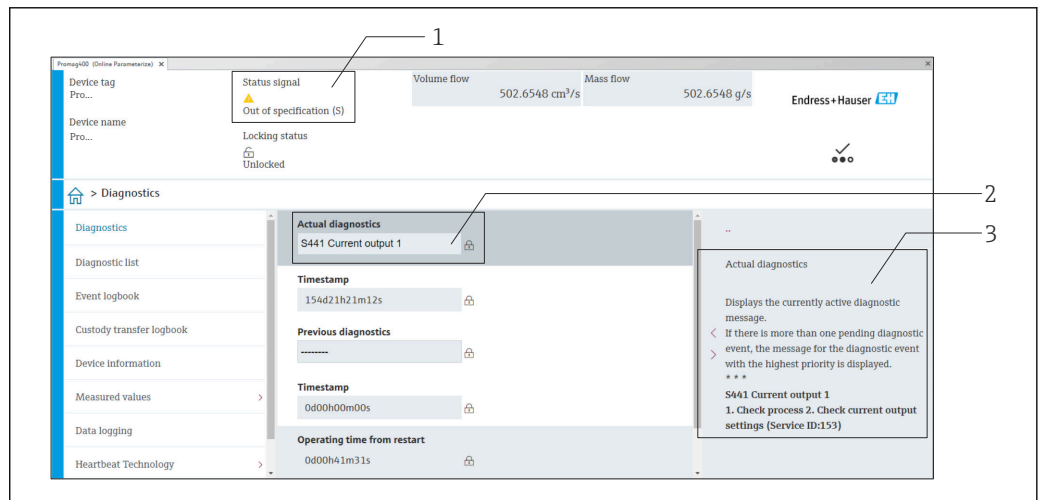 1
Promag400 (Online Parameterize) X
x
Device tag
Pro...
Status signal
Out of specification (S)
Volume flow
502.6548 cm³/s
Mass flow
502.6548 g/s
Endress+Hauser EH
Device name
Pro...
Locking status
Unlocked
> Diagnostics
2
3
Diagnostics
Diagnostic list
Event logbook
Custody transfer logbook
Device information
Measured values >
Data logging
Heartbeat Technology >
Actual diagnostics
S441 Current output 1
Timestamp
154d21h21m12s
Previous diagnostics
--------
Timestamp
0d00h00m00s
Operating time from restart
0d00h41m31s
..
Actual diagnostics
Displays the currently active diagnostic
message.
If there is more than one pending diagnostic
event, the message for the diagnostic event
with the highest priority is displayed.
* * *
S441 Current output 1
1. Check process 2. Check current output
settings (Service ID:153)